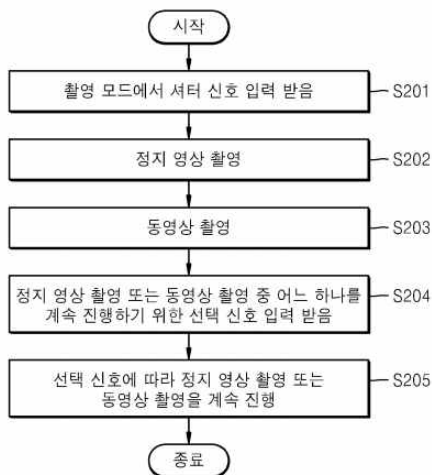 시작
촬영 모드에서 셔터 신호 입력 받음
S201
정지 영상 촬영
S202
동영상 촬영
S203
정지 영상 촬영 또는 동영상 촬영 중 어느 하나를
계속 진행하기 위한 선택 신호 입력 받음
S204
선택 신호에 따라 정지 영상 촬영 또는
동영상 촬영을 계속 진행
S205
종료